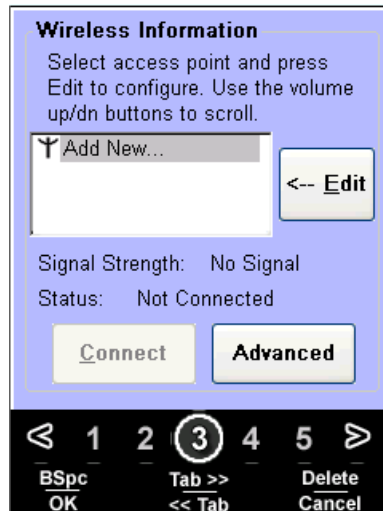 Wireless Information
Select access point and press
Edit to configure. Use the volume
up/dn buttons to scroll.
Add New...
<-- Edit
Signal Strength: No Signal
Status: Not Connected
Connect Advanced
< 1 2 3 4 5 >
BSpc Tab >> Delete
OK << Tab Cancel